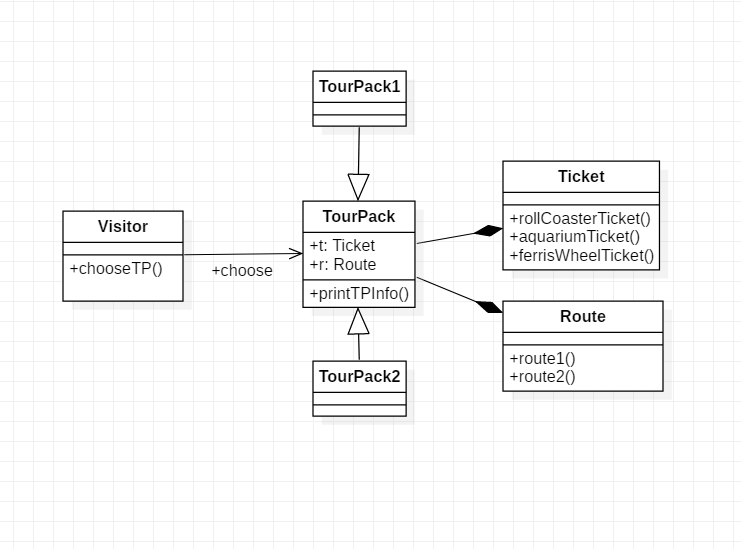 TourPack1
Ticket
+rollCoasterTicket()
+aquariumTicket()
+ferrisWheelTicket()
Visitor
+chooseTP()
+choose
TourPack
+t: Ticket
+r: Route
+printTPInfo()
Route
+route1()
+route2()
TourPack2